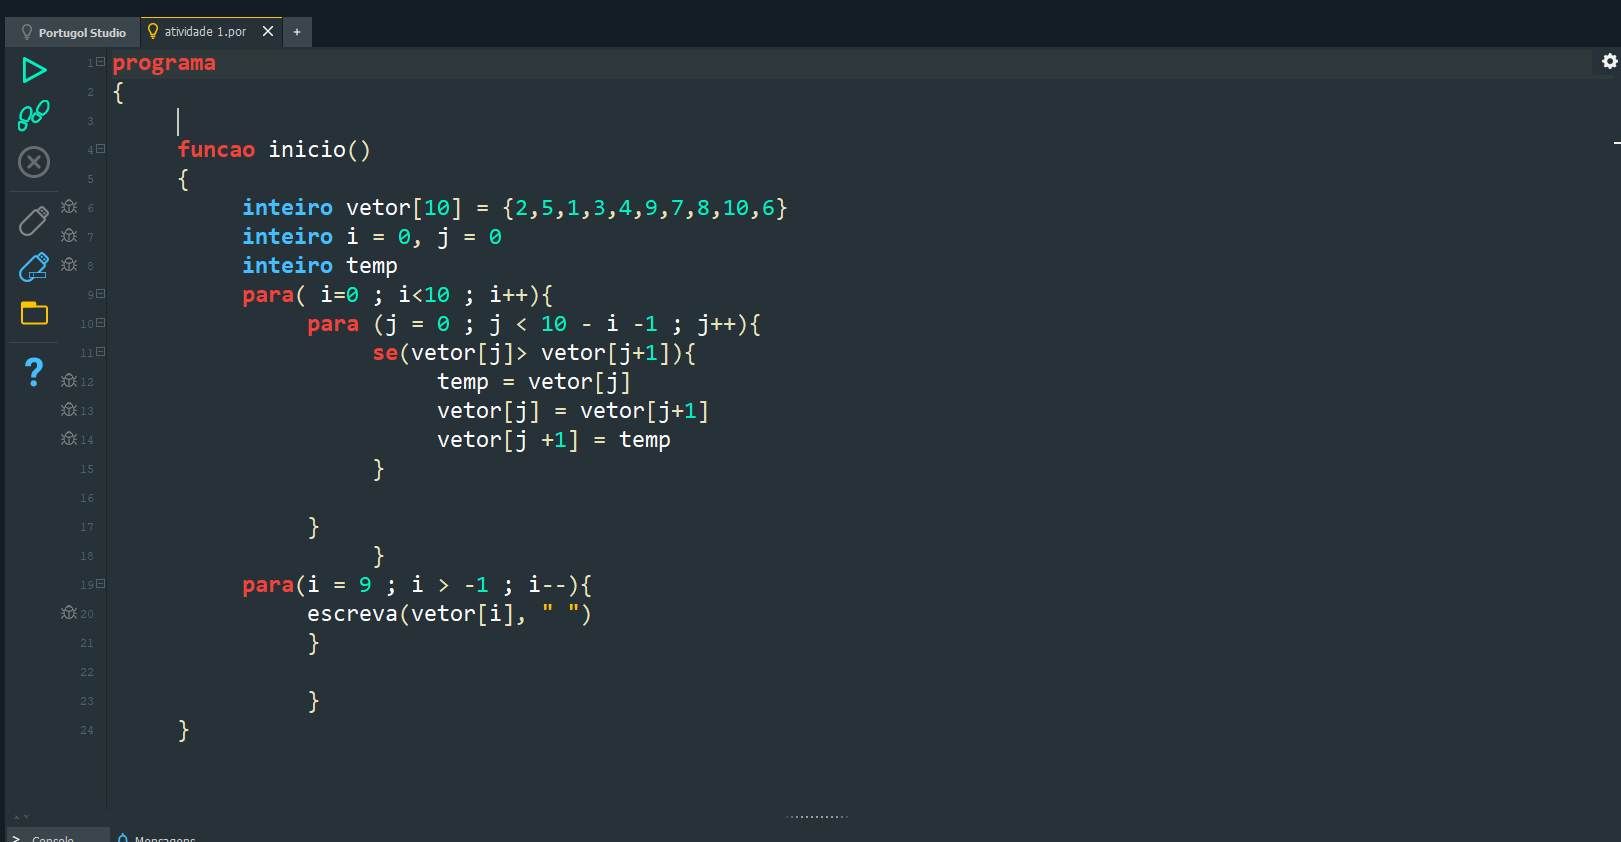 Portugol Studio
atividade 1.por
+
1 programa
2 {
3
4 funcao inicio()
5 {
6 inteiro vetor[10] = {2,5,1,3,4,9,7,8,10,6}
7 inteiro i = 0, j = 0
8 inteiro temp
9 para( i=0 ; i<10 ; i++){
10 para (j = 0 ; j < 10 - i -1 ; j++){
11 se(vetor[j]> vetor[j+1]){
12 temp = vetor[j]
13 vetor[j] = vetor[j+1]
14 vetor[j +1] = temp
15 }
16
17 }
18 }
19 para(i = 9 ; i > -1 ; i--){
20 escreva(vetor[i], " ")
21 }
22
23 }
24 }
Console
Mensagens